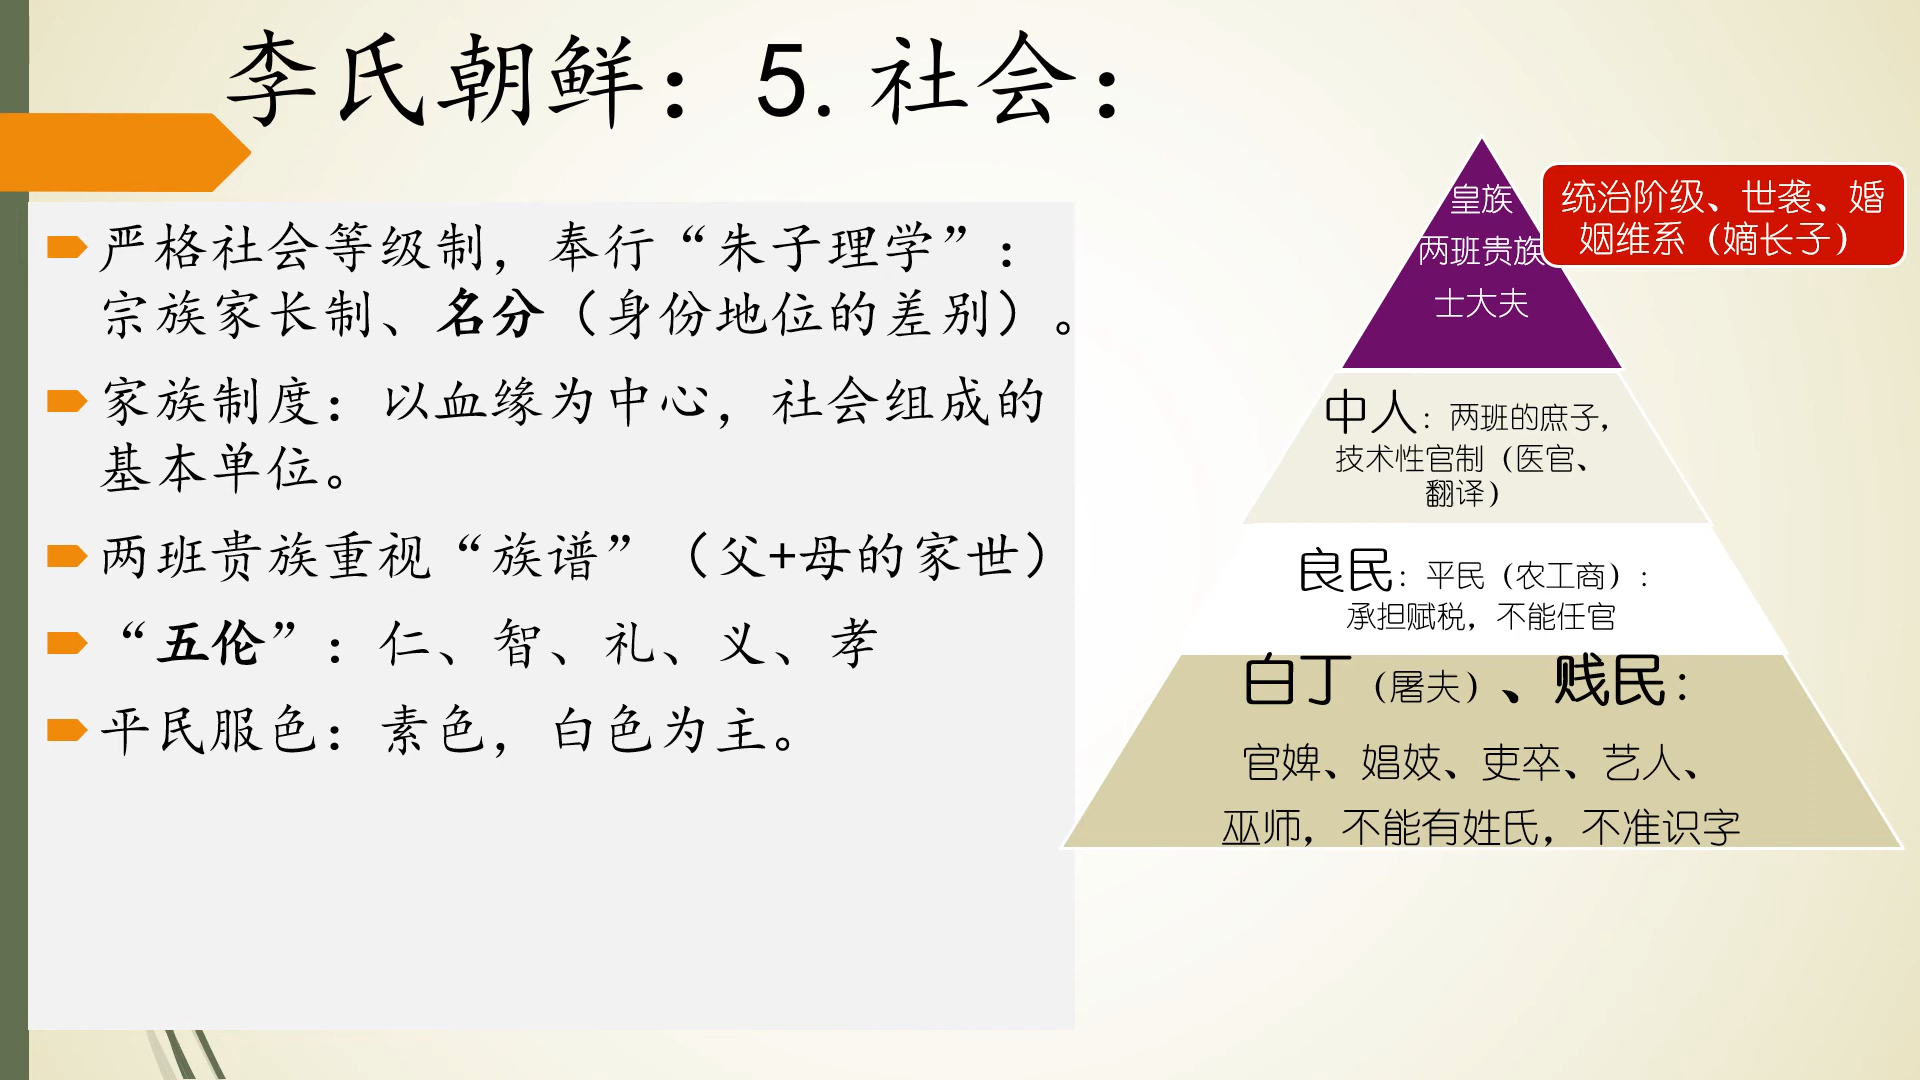 李氏朝鲜：5.社会：
严格社会等级制，奉行“朱子理学”：
宗族家长制、名分（身份地位的差别）。
家族制度：以血缘为中心，社会组成的
基本单位。
两班贵族重视“族谱”（父+母的家世）
“五伦”：仁、智、礼、义、孝
平民服色：素色，白色为主。
皇族
两班贵族
士大夫
统治阶级、世袭、婚
姻维系（嫡长子）
中人：两班的庶子，
技术性官制（医官、
翻译）
良民：平民（农工商）：
承担赋税，不能任官
白丁（屠夫）、贱民：
官婢、娼妓、吏卒、艺人、
巫师，不能有姓氏，不准识字